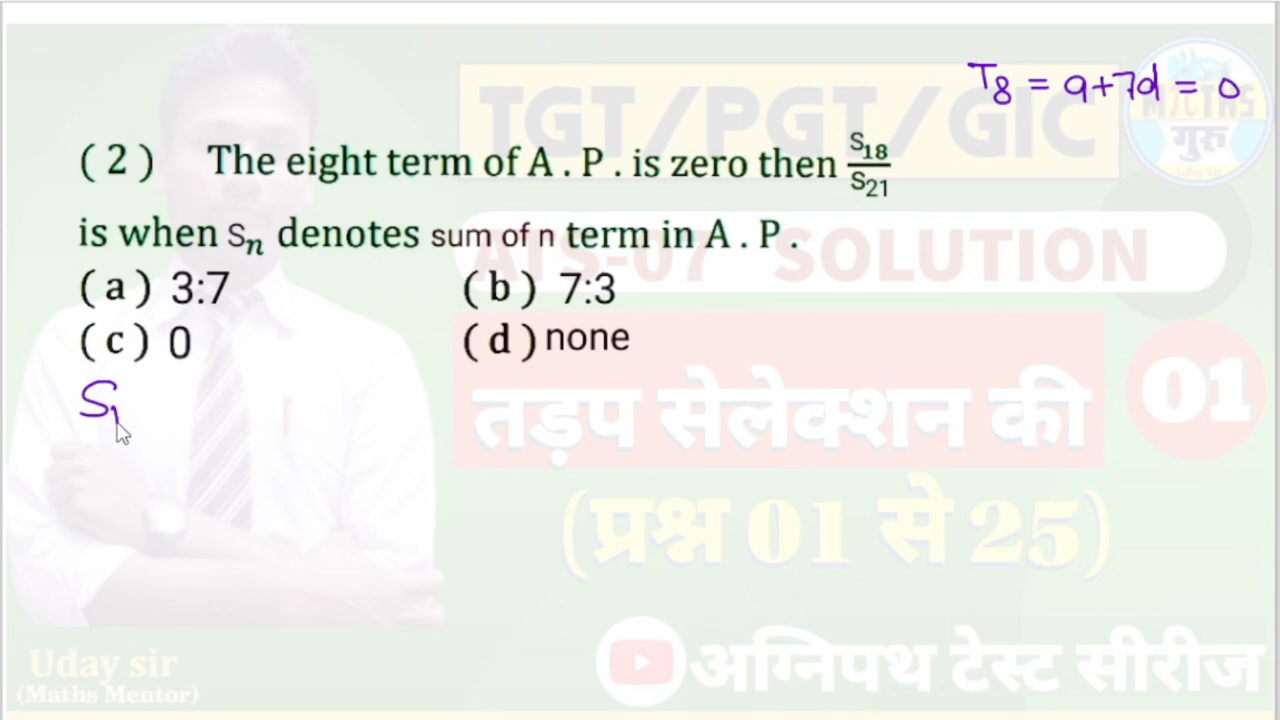 T8 = a+7d = 0
TGT/PGT/GIC
(2) The eight term of A.P. is zero then S18/S21
is when Sn denotes sum of n term in A.P.
ATS-07 SOLUTION
(a) 3:7 (b) 7:3
(c) 0 (d) none
S1
तड़प सेलेक्शन की 01
(प्रश्न 01 से 25)
Uday sir
(Maths Mentor)
अग्निपथ टेस्ट सीरीज
गुरु